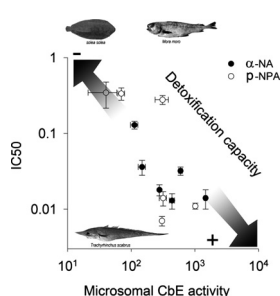 solea solea
Mora moro
1
0.1
0.01
IC50
-
+
● α-NA
○ p-NPA
Detoxification capacity
Trachyrhynchus scabrus
10¹
10²
10³
10⁴
Microsomal CbE activity